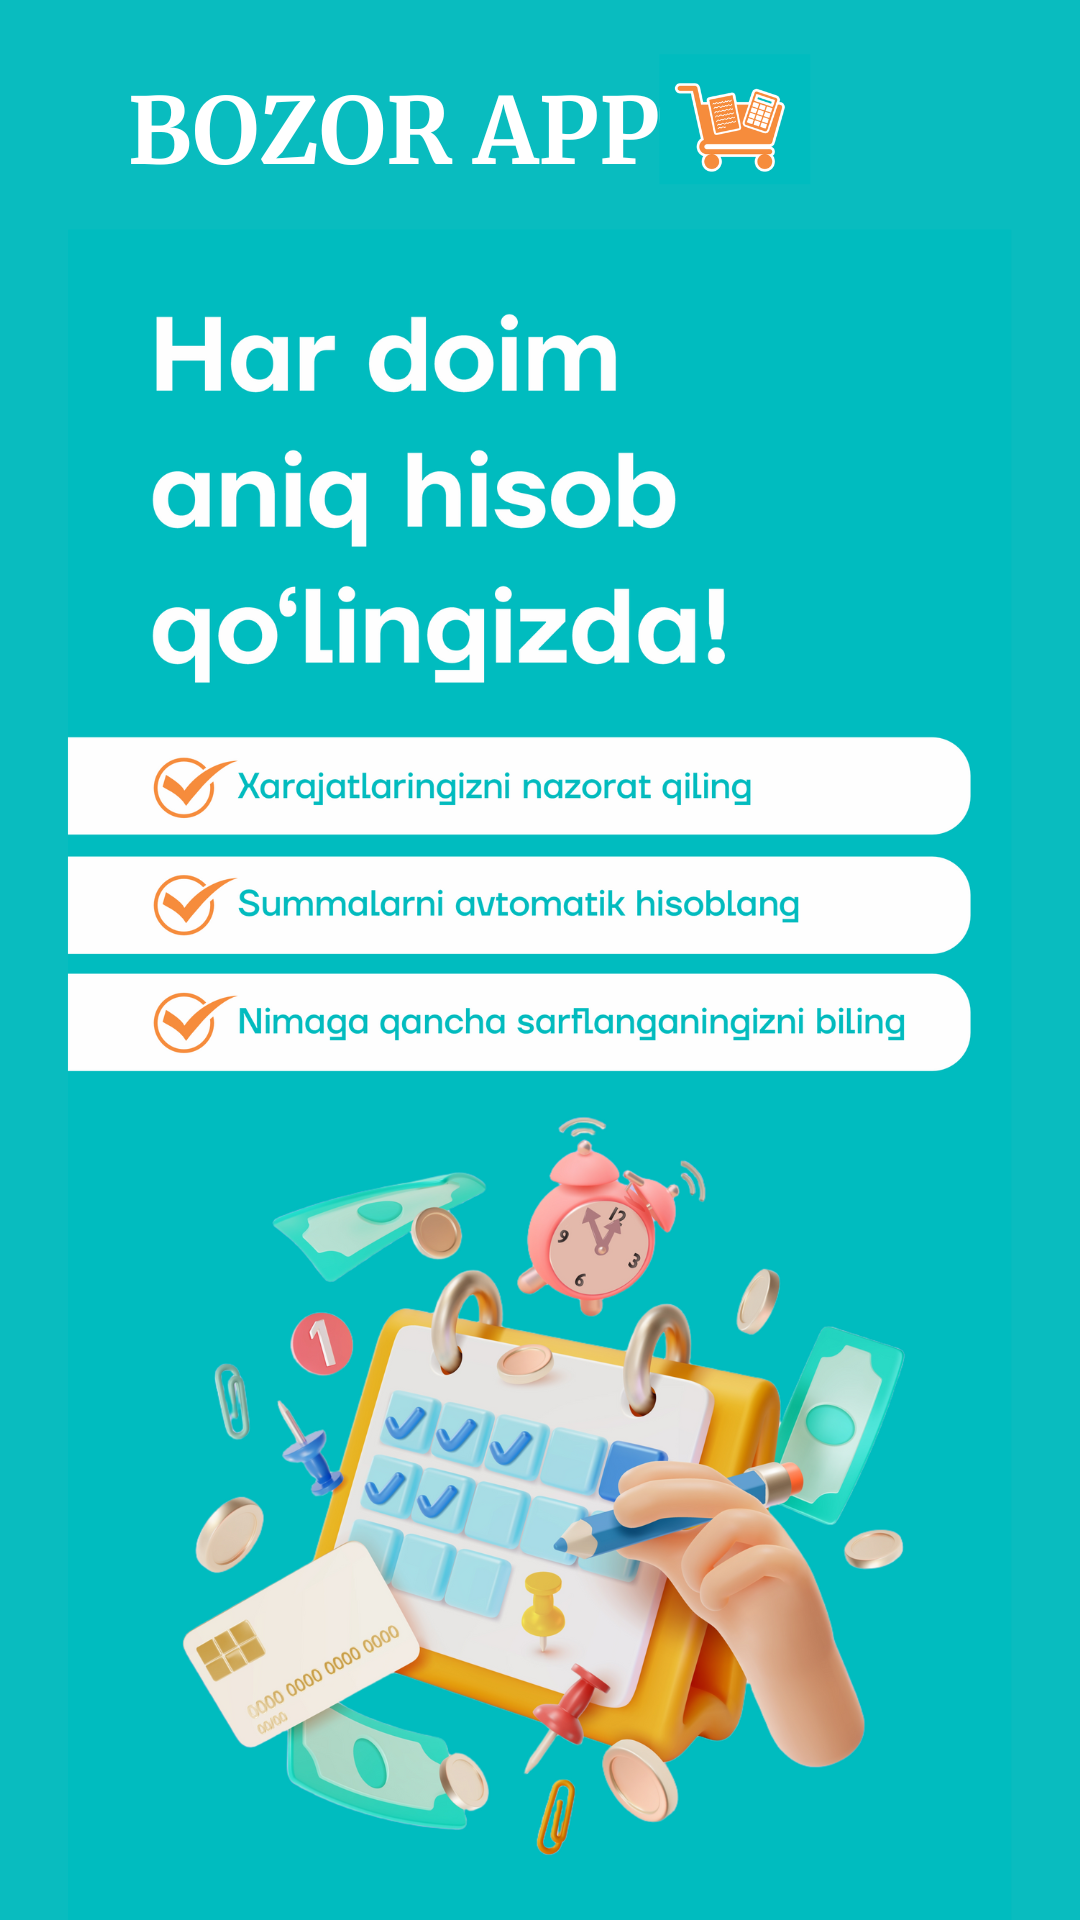 BOZOR APP
Har doim
aniq hisob
qo‘lingizda!
Xarajatlaringizni nazorat qiling
Summalarni avtomatik hisoblang
Nimaga qancha sarflanganingizni biling
12
9
3
6
1
0000 0000 0000 0000
00/00